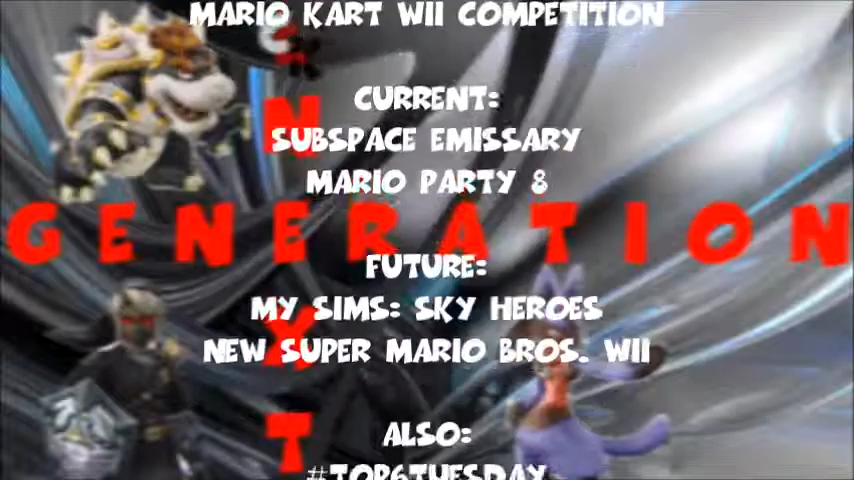 MARIO KART WII COMPETITION
CURRENT:
SUBSPACE EMISSARY
MARIO PARTY 8
GENERATION
FUTURE:
MY SIMS: SKY HEROES
NEW SUPER MARIO BROS. WII
ALSO:
#TOP6TUESDAY
NEXT